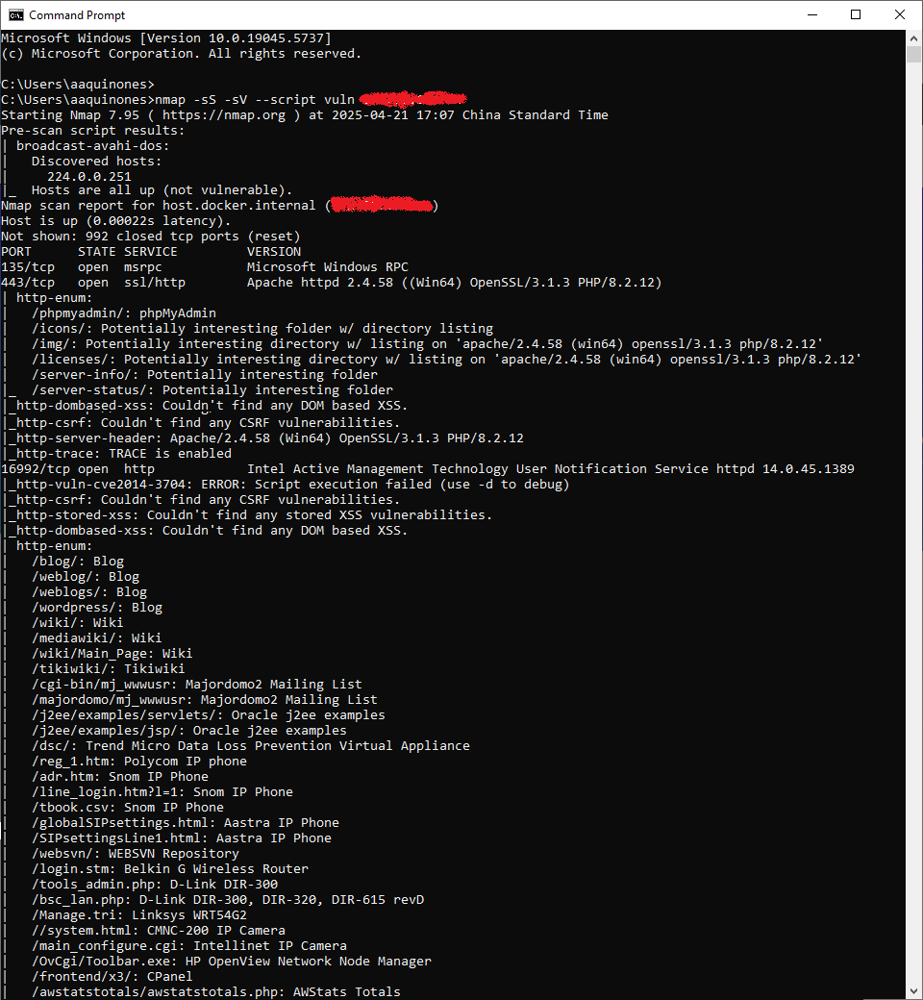 Command Prompt
Microsoft Windows [Version 10.0.19045.5737]
(c) Microsoft Corporation. All rights reserved.
C:\Users\aaquinones>
C:\Users\aaquinones>nmap -sS -sV --script vuln
Starting Nmap 7.95 ( https://nmap.org ) at 2025-04-21 17:07 China Standard Time
Pre-scan script results:
| broadcast-avahi-dos:
|   Discovered hosts:
|     224.0.0.251
|_  Hosts are all up (not vulnerable).
Nmap scan report for host.docker.internal ( )
Host is up (0.00022s latency).
Not shown: 992 closed tcp ports (reset)
PORT      STATE SERVICE         VERSION
135/tcp   open  msrpc           Microsoft Windows RPC
443/tcp   open  ssl/http        Apache httpd 2.4.58 ((Win64) OpenSSL/3.1.3 PHP/8.2.12)
| http-enum:
|   /phpmyadmin/: phpMyAdmin
|   /icons/: Potentially interesting folder w/ directory listing
|   /img/: Potentially interesting directory w/ listing on 'apache/2.4.58 (win64) openssl/3.1.3 php/8.2.12'
|   /licenses/: Potentially interesting directory w/ listing on 'apache/2.4.58 (win64) openssl/3.1.3 php/8.2.12'
|   /server-info/: Potentially interesting folder
|_  /server-status/: Potentially interesting folder
|_http-dombased-xss: Couldn't find any DOM based XSS.
|_http-csrf: Couldn't find any CSRF vulnerabilities.
|_http-server-header: Apache/2.4.58 (Win64) OpenSSL/3.1.3 PHP/8.2.12
|_http-trace: TRACE is enabled
16992/tcp open  http            Intel Active Management Technology User Notification Service httpd 14.0.45.1389
|_http-vuln-cve2014-3704: ERROR: Script execution failed (use -d to debug)
|_http-csrf: Couldn't find any CSRF vulnerabilities.
|_http-stored-xss: Couldn't find any stored XSS vulnerabilities.
|_http-dombased-xss: Couldn't find any DOM based XSS.
| http-enum:
|   /blog/: Blog
|   /weblog/: Blog
|   /weblogs/: Blog
|   /wordpress/: Blog
|   /wiki/: Wiki
|   /mediawiki/: Wiki
|   /wiki/Main_Page: Wiki
|   /tikiwiki/: Tikiwiki
|   /cgi-bin/mj_wwwusr: Majordomo2 Mailing List
|   /majordomo/mj_wwwusr: Majordomo2 Mailing List
|   /j2ee/examples/servlets/: Oracle j2ee examples
|   /j2ee/examples/jsp/: Oracle j2ee examples
|   /dsc/: Trend Micro Data Loss Prevention Virtual Appliance
|   /reg_1.htm: Polycom IP phone
|   /adr.htm: Snom IP Phone
|   /line_login.htm?l=1: Snom IP Phone
|   /tbook.csv: Snom IP Phone
|   /globalSIPsettings.html: Aastra IP Phone
|   /SIPsettingsLine1.html: Aastra IP Phone
|   /websvn/: WEBSVN Repository
|   /login.stm: Belkin G Wireless Router
|   /tools_admin.php: D-Link DIR-300
|   /bsc_lan.php: D-Link DIR-300, DIR-320, DIR-615 revD
|   /Manage.tri: Linksys WRT54G2
|   //system.html: CMNC-200 IP Camera
|   /main_configure.cgi: Intellinet IP Camera
|   /OvCgi/Toolbar.exe: HP OpenView Network Node Manager
|   /frontend/x3/: CPanel
|   /awstatstotals/awstatstotals.php: AWStats Totals